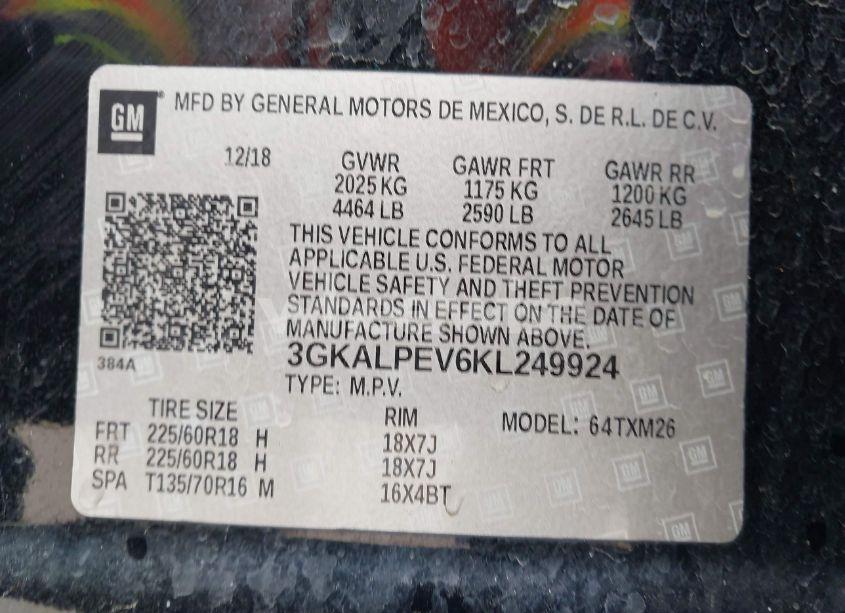 GM
MFD BY GENERAL MOTORS DE MEXICO, S. DE R.L. DE C.V.
12/18
GVWR GAWR FRT GAWR RR
2025 KG 1175 KG 1200 KG
4464 LB 2590 LB 2645 LB
THIS VEHICLE CONFORMS TO ALL
APPLICABLE U.S. FEDERAL MOTOR
VEHICLE SAFETY AND THEFT PREVENTION
STANDARDS IN EFFECT ON THE DATE OF
MANUFACTURE SHOWN ABOVE.
384A
3GKALPEV6KL249924
TYPE: M.P.V.
TIRE SIZE RIM MODEL: 64TXM26
FRT 225/60R18 H 18X7J
RR 225/60R18 H 18X7J
SPA T135/70R16 M 16X4BT